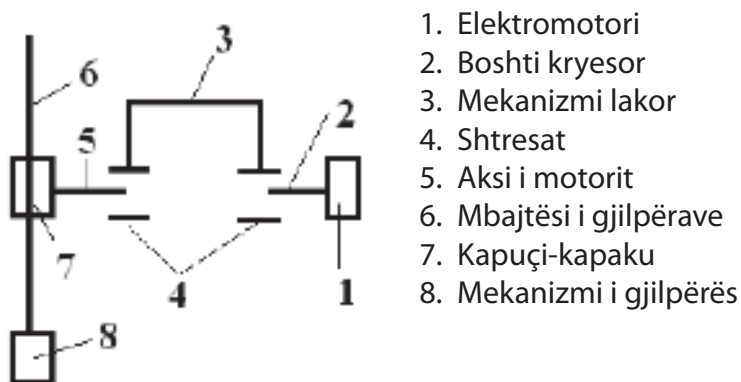 1. Elektromotori
2. Boshti kryesor
3. Mekanizmi lakor
4. Shtresat
5. Aksi i motorit
6. Mbajtësi i gjilpërave
7. Kapuçi-kapaku
8. Mekanizmi i gjilpërës
3
6
2
5
7
4
1
8